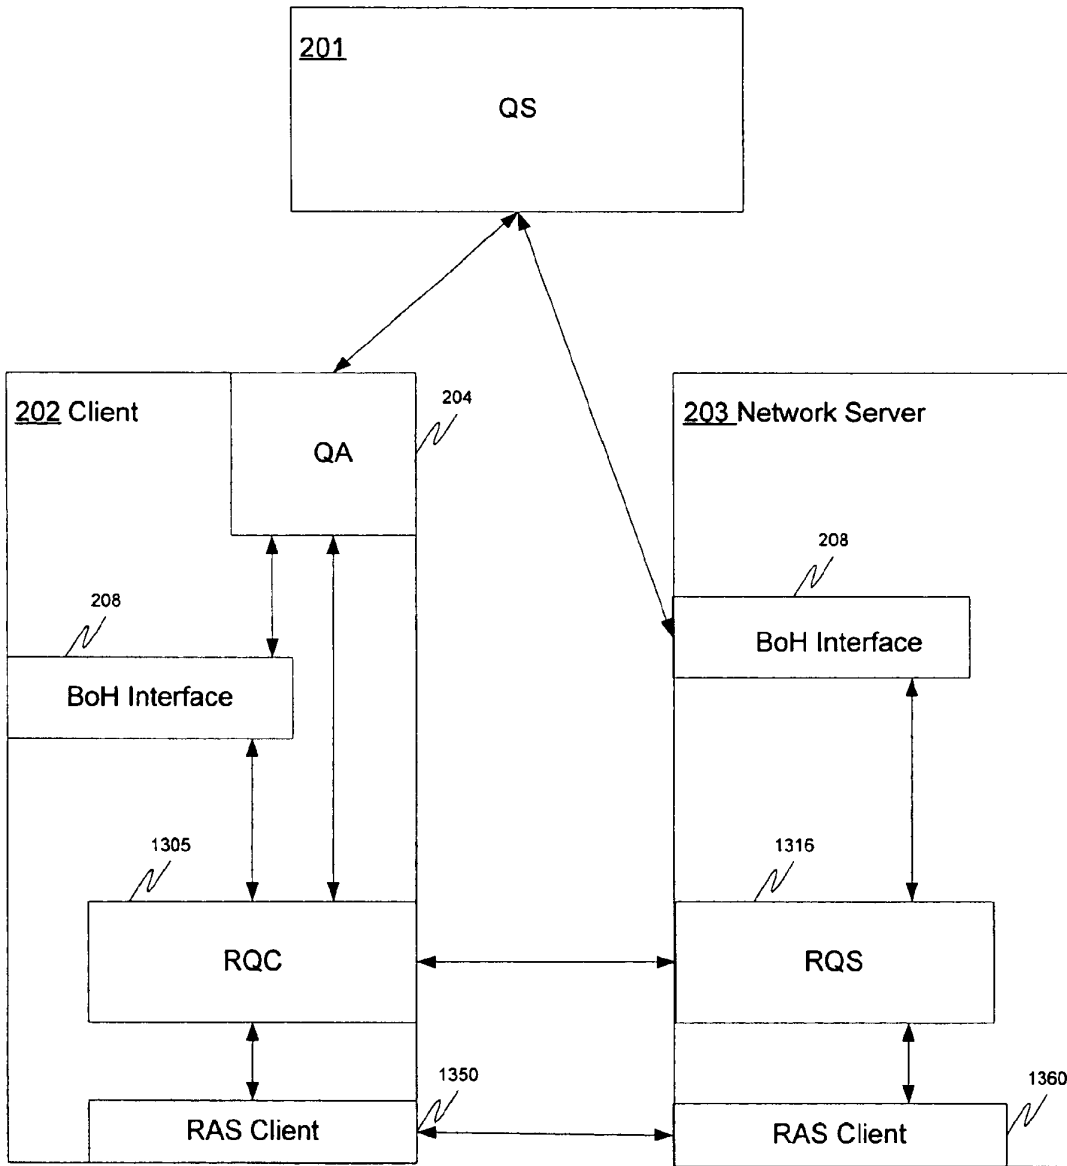 201
QS
202 Client
204
QA
203 Network Server
208
BoH Interface
208
BoH Interface
1305
RQC
1316
RQS
1350
RAS Client
1360
RAS Client